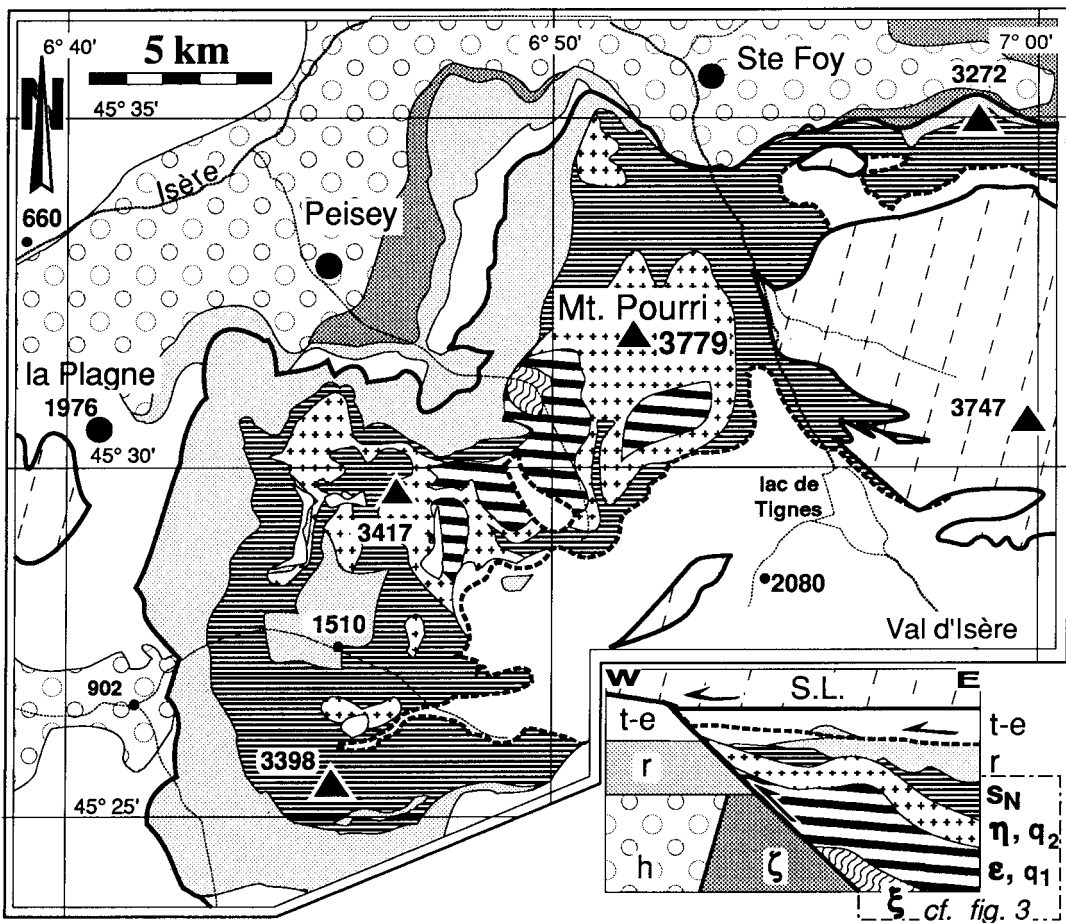 6° 40'
5 km
6° 50'
7° 00'
Ste Foy
3272
N
45° 35'
Isère
660
Peisey
Mt. Pourri
3779
la Plagne
1976
3747
45° 30'
lac de
Tignes
3417
2080
1510
Val d'Isère
902
W
S.L.
E
t-e
t-e
r
r
3398
sN
45° 25'
η, q2
h
ζ
ε, q1
ξ cf. fig. 3